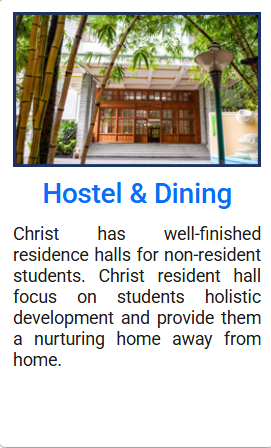 Hostel & Dining
Christ has well-finished
residence halls for non-resident
students. Christ resident hall
focus on students holistic
development and provide them
a nurturing home away from
home.